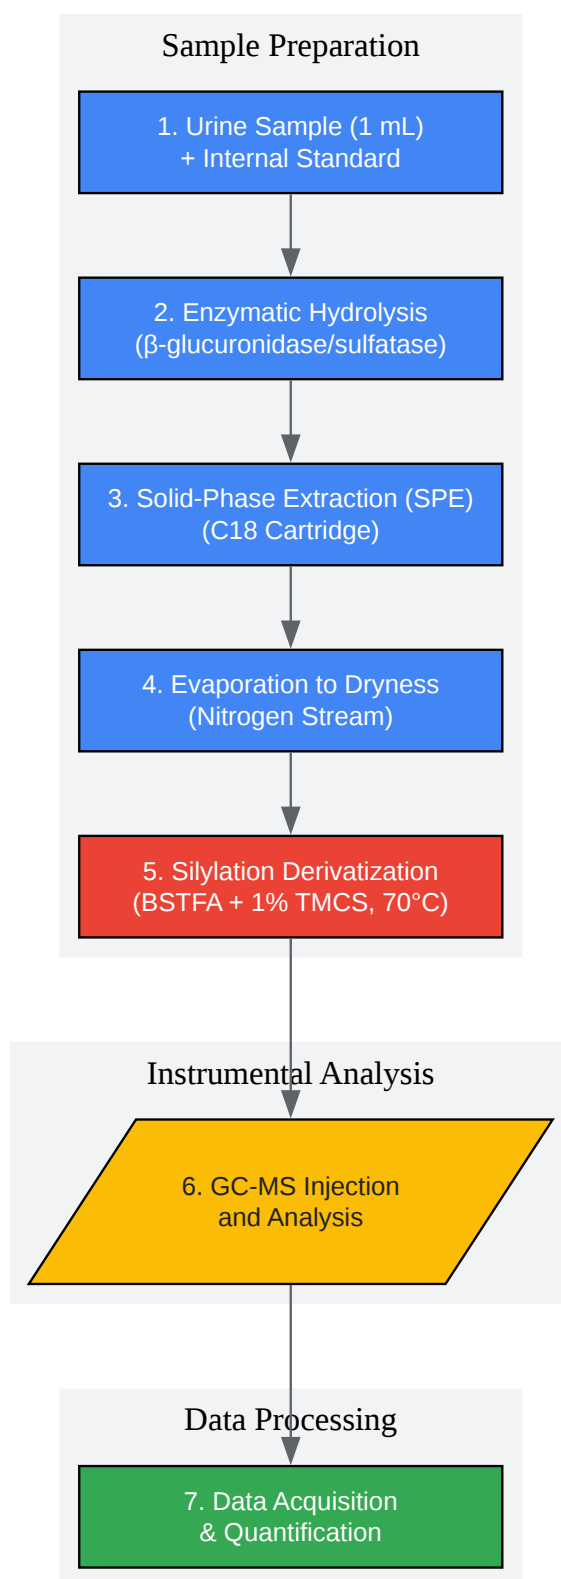 Sample Preparation
1. Urine Sample (1 mL)
+ Internal Standard
2. Enzymatic Hydrolysis
(β-glucuronidase/sulfatase)
3. Solid-Phase Extraction (SPE)
(C18 Cartridge)
4. Evaporation to Dryness
(Nitrogen Stream)
5. Silylation Derivatization
(BSTFA + 1% TMCS, 70°C)
Instrumental Analysis
6. GC-MS Injection
and Analysis
Data Processing
7. Data Acquisition
& Quantification